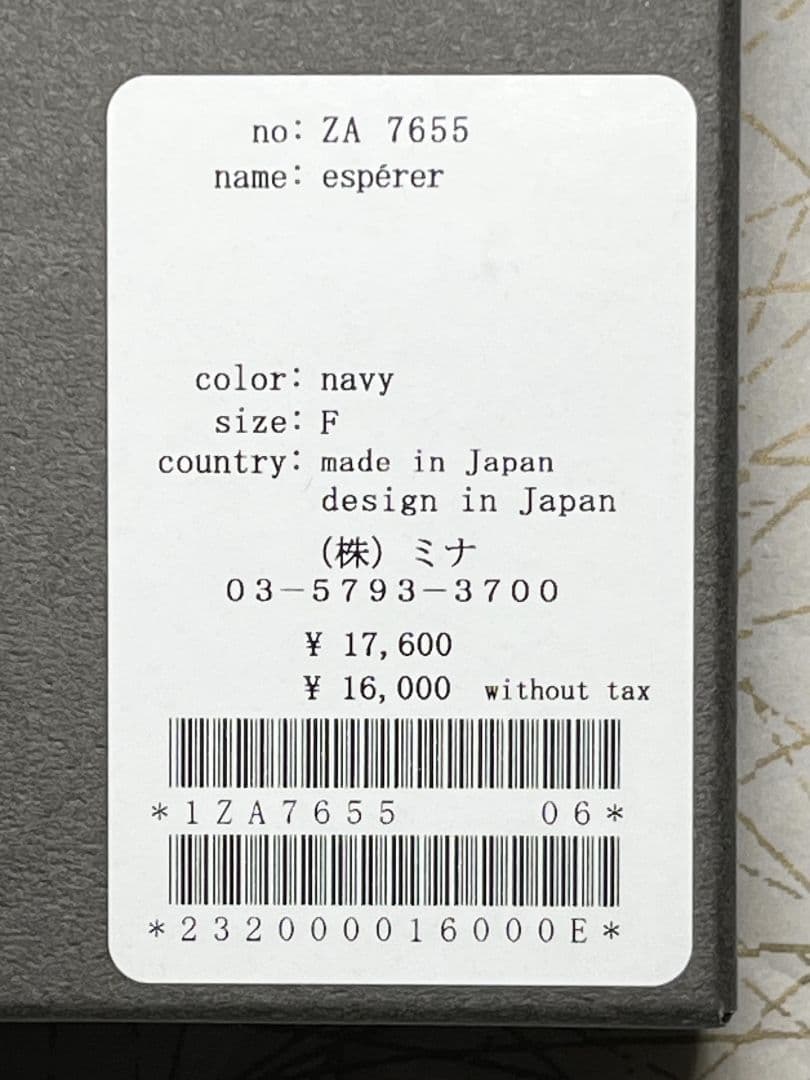 no: ZA 7655
name: espérer
color: navy
size: F
country: made in Japan
design in Japan
(株) ミナ
03-5793-3700
¥ 17,600
¥ 16,000 without tax
*1ZA7655 06*
*232000016000E*